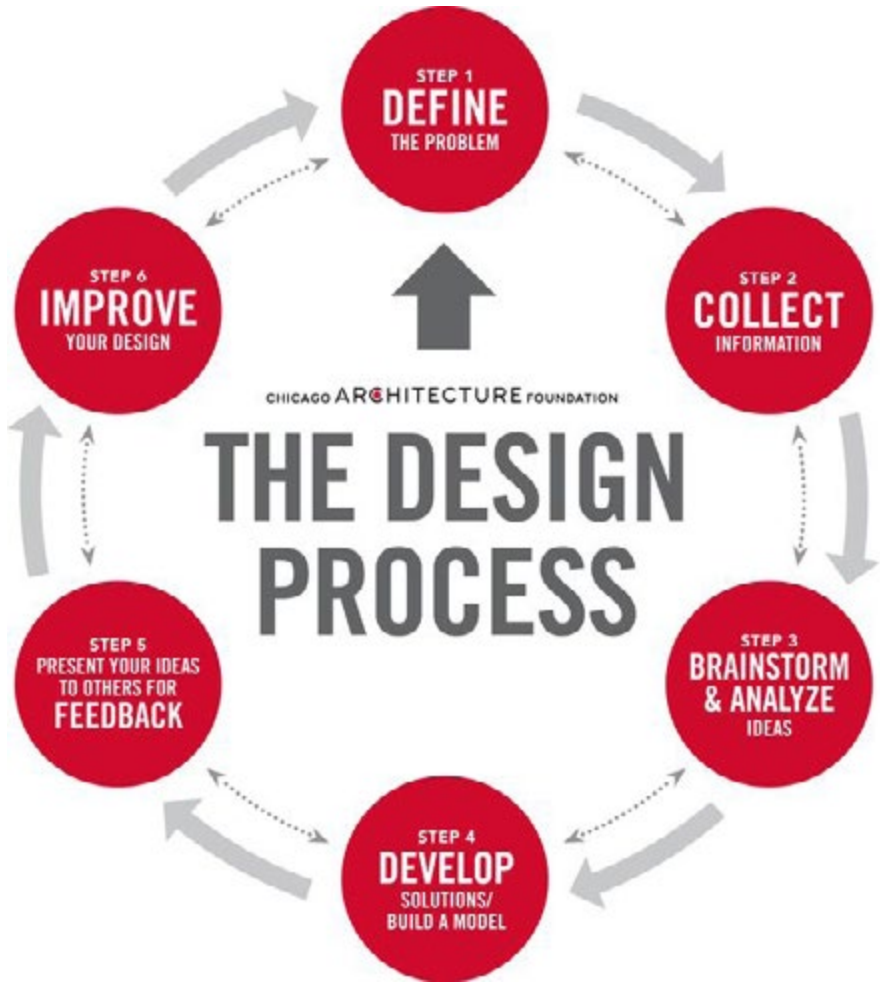 STEP 1
DEFINE
THE PROBLEM
STEP 2
COLLECT
INFORMATION
STEP 3
BRAINSTORM
& ANALYZE
IDEAS
STEP 4
DEVELOP
SOLUTIONS/
BUILD A MODEL
STEP 5
PRESENT YOUR IDEAS
TO OTHERS FOR
FEEDBACK
STEP 6
IMPROVE
YOUR DESIGN
CHICAGO ARCHITECTURE FOUNDATION
THE DESIGN
PROCESS